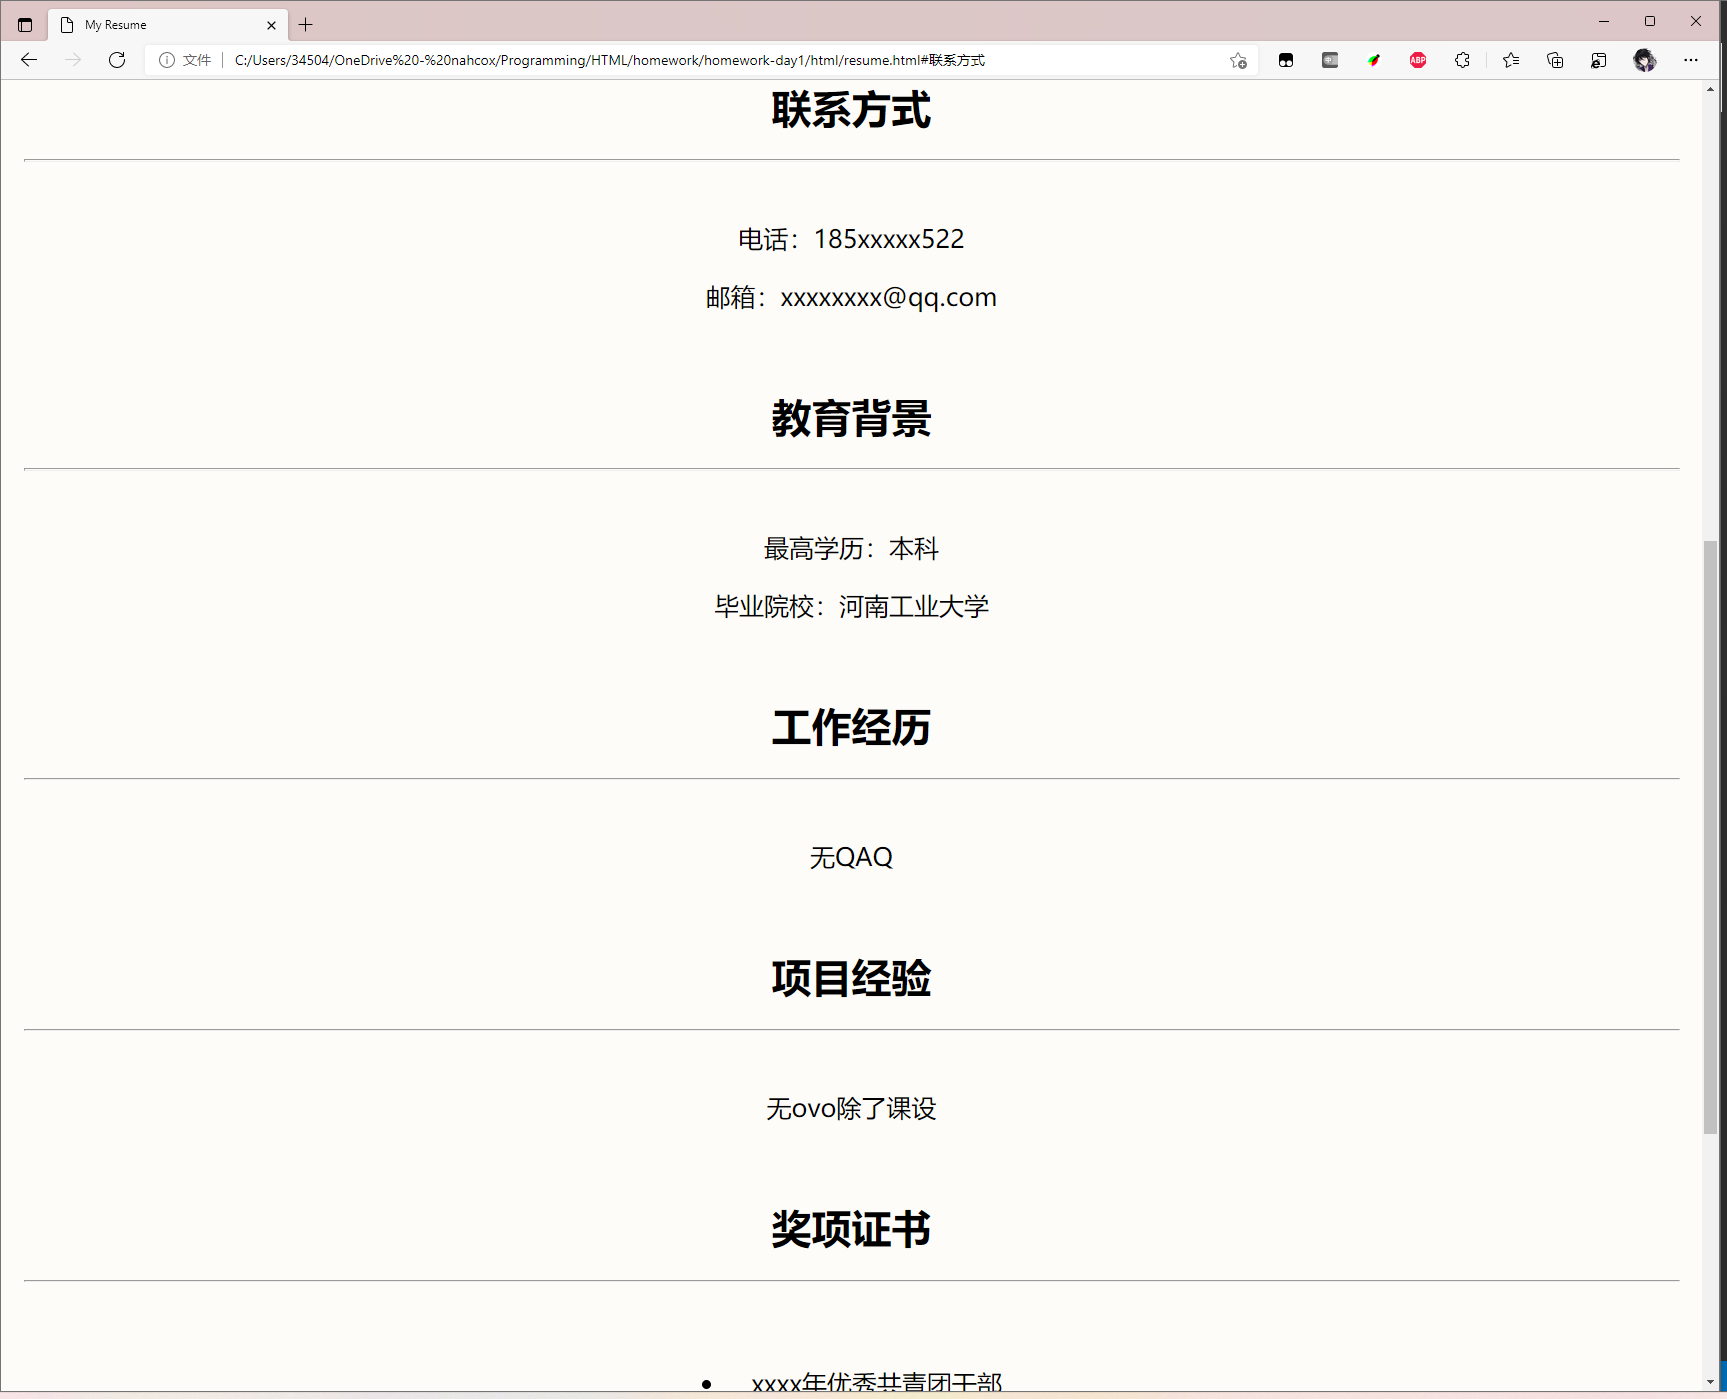 My Resume
文件
C:/Users/34504/OneDrive%20-%20nahcox/Programming/HTML/homework/homework-day1/html/resume.html#联系方式
ABP
联系方式
电话：185xxxxx522
邮箱：xxxxxxxx@qq.com
教育背景
最高学历：本科
毕业院校：河南工业大学
工作经历
无QAQ
项目经验
无ovo除了课设
奖项证书
xxxx年优秀共青团干部